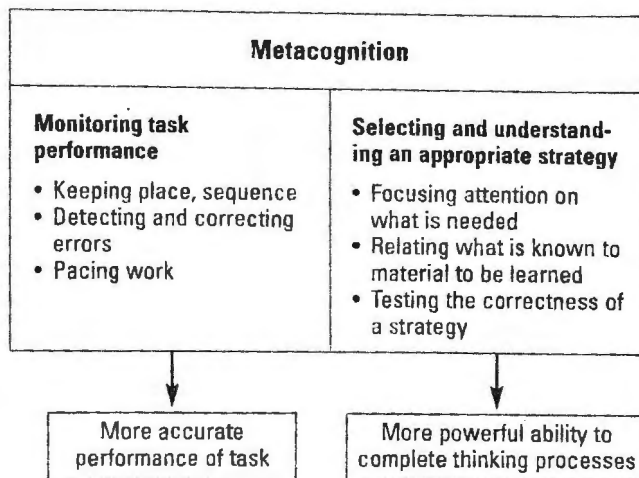 Metacognition
Monitoring task
performance
• Keeping place, sequence
• Detecting and correcting
errors
• Pacing work
Selecting and understand-
ing an appropriate strategy
• Focusing attention on
what is needed
• Relating what is known to
material to be learned
• Testing the correctness of
a strategy
More accurate
performance of task
More powerful ability to
complete thinking processes